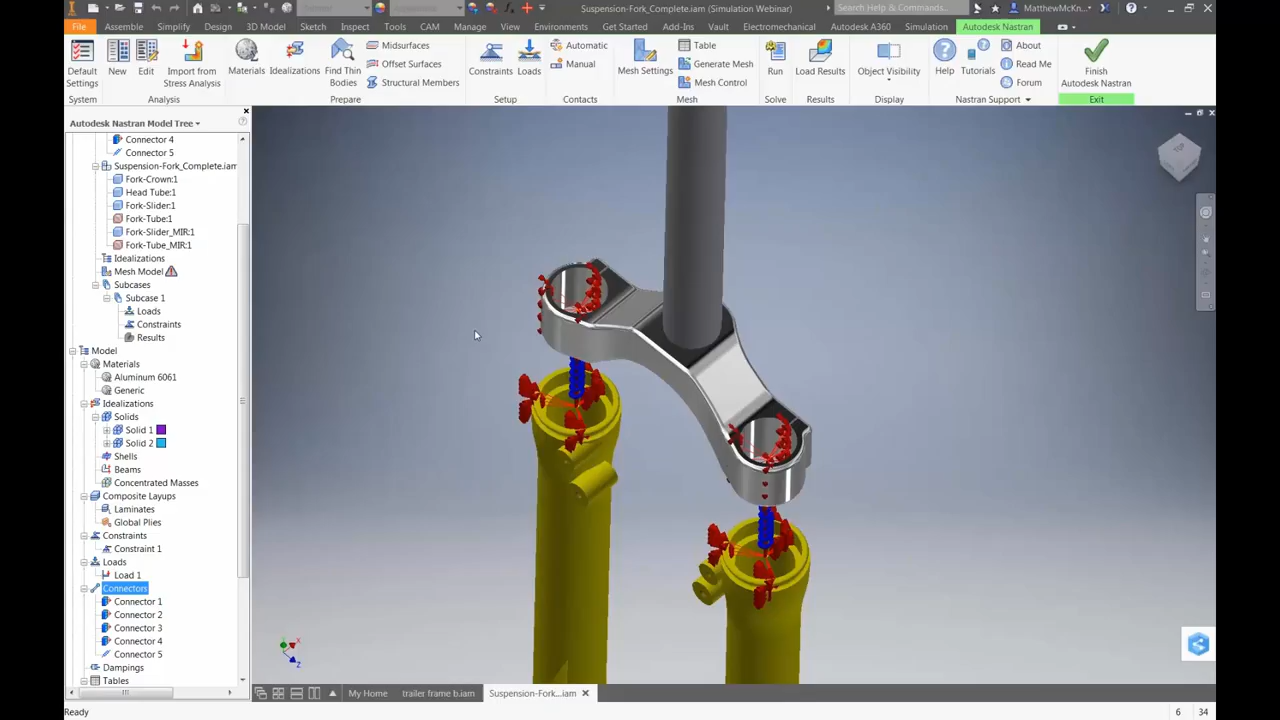 Suspension-Fork_Complete.iam (Simulation Webinar)
Search Help & Commands...
MatthewMcKn...
File Assemble Design 3D Model Sketch Inspect Tools CAM Manage View Environments Get Started Add-Ins Vault Electromechanical Autodesk A360 Simulation Autodesk Nastran
Default Settings
New
Edit
Import from Stress Analysis
Materials
Idealizations
Find Thin Bodies
Midsurfaces
Offset Surfaces
Structural Members
Constraints
Loads
Automatic
Manual
Mesh Settings
Table
Generate Mesh
Mesh Control
Run
Load Results
Object Visibility
Help
Tutorials
About
Read Me
Forum
Finish Autodesk Nastran
System Analysis Prepare Setup Contacts Mesh Solve Results Display Nastran Support Exit
Autodesk Nastran Model Tree
Connector 4
Connector 5
Suspension-Fork_Complete.iam
Fork-Crown:1
Head Tube:1
Fork-Slider:1
Fork-Tube:1
Fork-Slider_MIR:1
Fork-Tube_MIR:1
Idealizations
Mesh Model
Subcases
Subcase 1
Loads
Constraints
Results
Model
Materials
Aluminum 6061
Generic
Idealizations
Solids
Solid 1
Solid 2
Shells
Beams
Concentrated Masses
Composite Layups
Laminates
Global Plies
Constraints
Constraint 1
Loads
Load 1
Connectors
Connector 1
Connector 2
Connector 3
Connector 4
Connector 5
Dampings
Tables
My Home trailer frame b.iam Suspension-Fork...iam
Ready 6 34